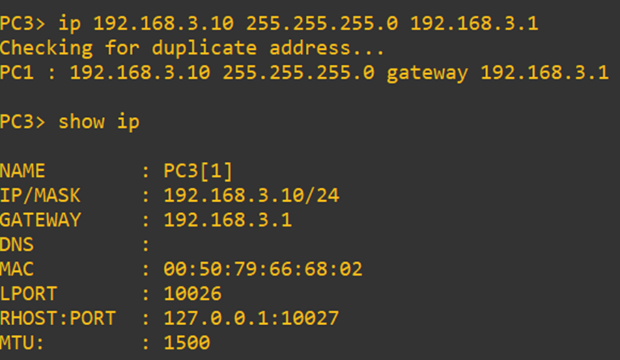 PC3> ip 192.168.3.10 255.255.255.0 192.168.3.1
Checking for duplicate address...
PC1 : 192.168.3.10 255.255.255.0 gateway 192.168.3.1
PC3> show ip
NAME : PC3[1]
IP/MASK : 192.168.3.10/24
GATEWAY : 192.168.3.1
DNS :
MAC : 00:50:79:66:68:02
LPORT : 10026
RHOST:PORT : 127.0.0.1:10027
MTU: : 1500